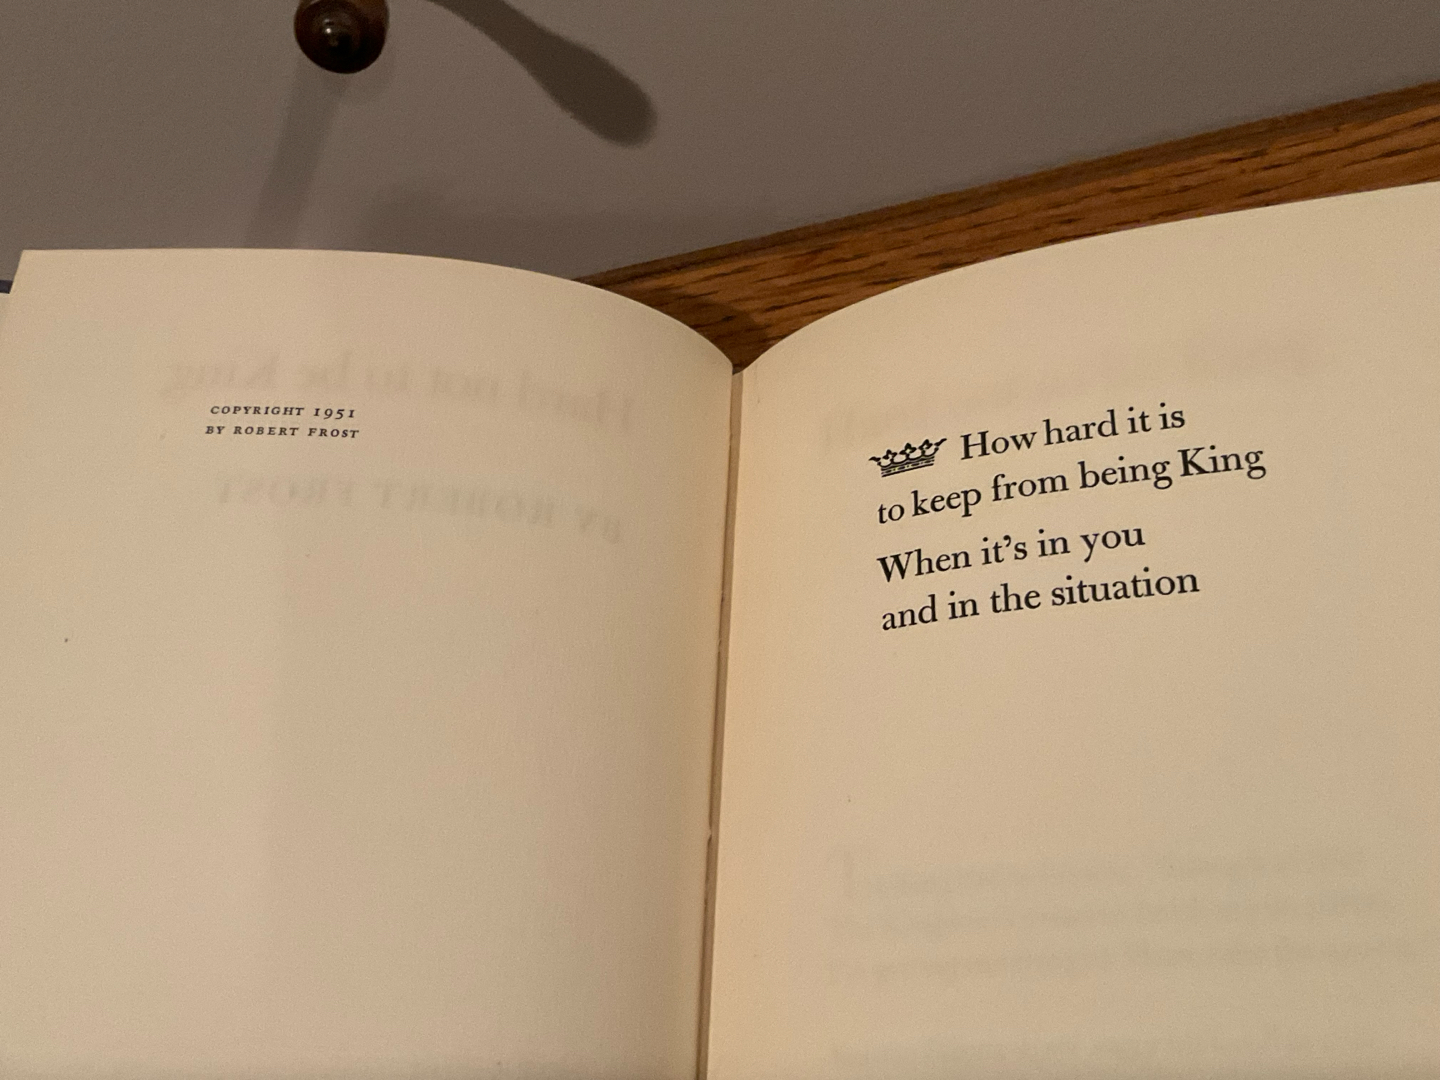 COPYRIGHT 1951
BY ROBERT FROST
How hard it is
to keep from being King
When it's in you
and in the situation